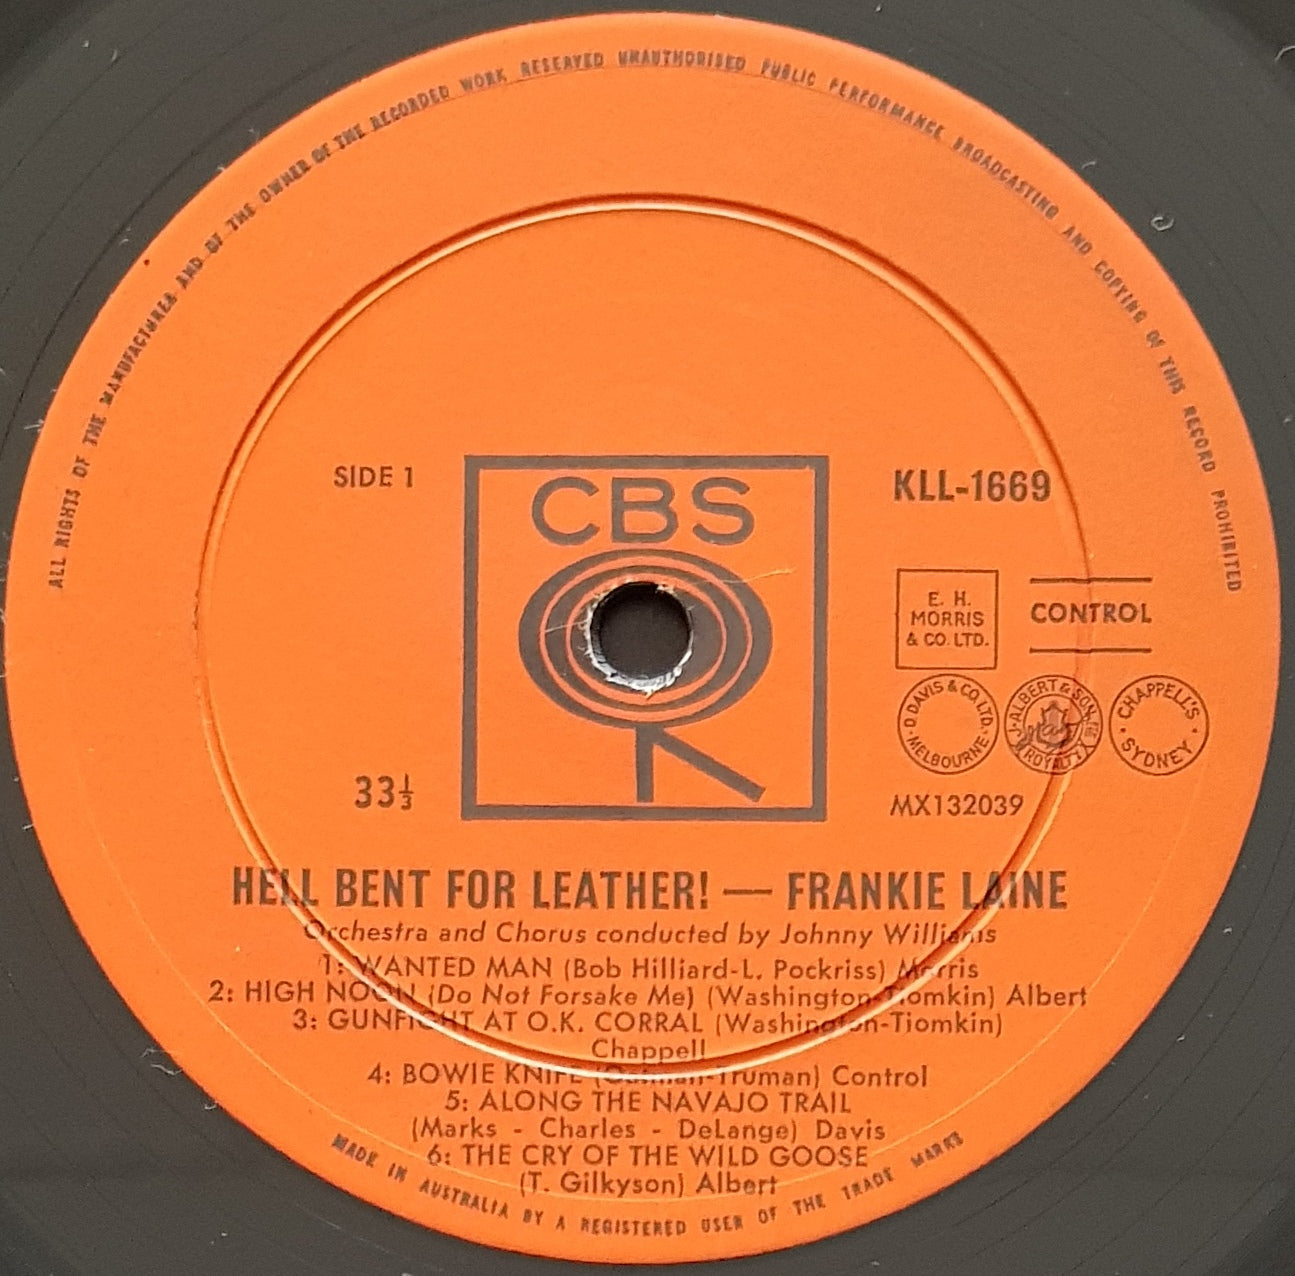 ALL RIGHTS OF THE MANUFACTURER AND OF THE OWNER OF THE RECORDED WORK RESERVED UNAUTHORISED PUBLIC PERFORMANCE BROADCASTING AND COPYING OF THIS RECORD PROHIBITED
SIDE 1
CBS
KLL-1669
E. H.
MORRIS
& CO. LTD.
CONTROL
D. DAVIS & CO. LTD.
MELBOURNE
J. ALBERT & SON
ROYALTY
CHAPPELL'S
SYDNEY
33⅓
MX132039
HELL BENT FOR LEATHER! — FRANKIE LAINE
Orchestra and Chorus conducted by Johnny Williams
1: WANTED MAN (Bob Hilliard-L. Pockriss) Morris
2: HIGH NOON (Do Not Forsake Me) (Washington-Tiomkin) Albert
3: GUNFIGHT AT O.K. CORRAL (Washington-Tiomkin)
Chappell
4: BOWIE KNIFE Truman) Control
5: ALONG THE NAVAJO TRAIL
(Marks - Charles - DeLange) Davis
6: THE CRY OF THE WILD GOOSE
(T. Gilkyson) Albert
MADE IN AUSTRALIA BY A REGISTERED USER OF THE TRADE MARKS